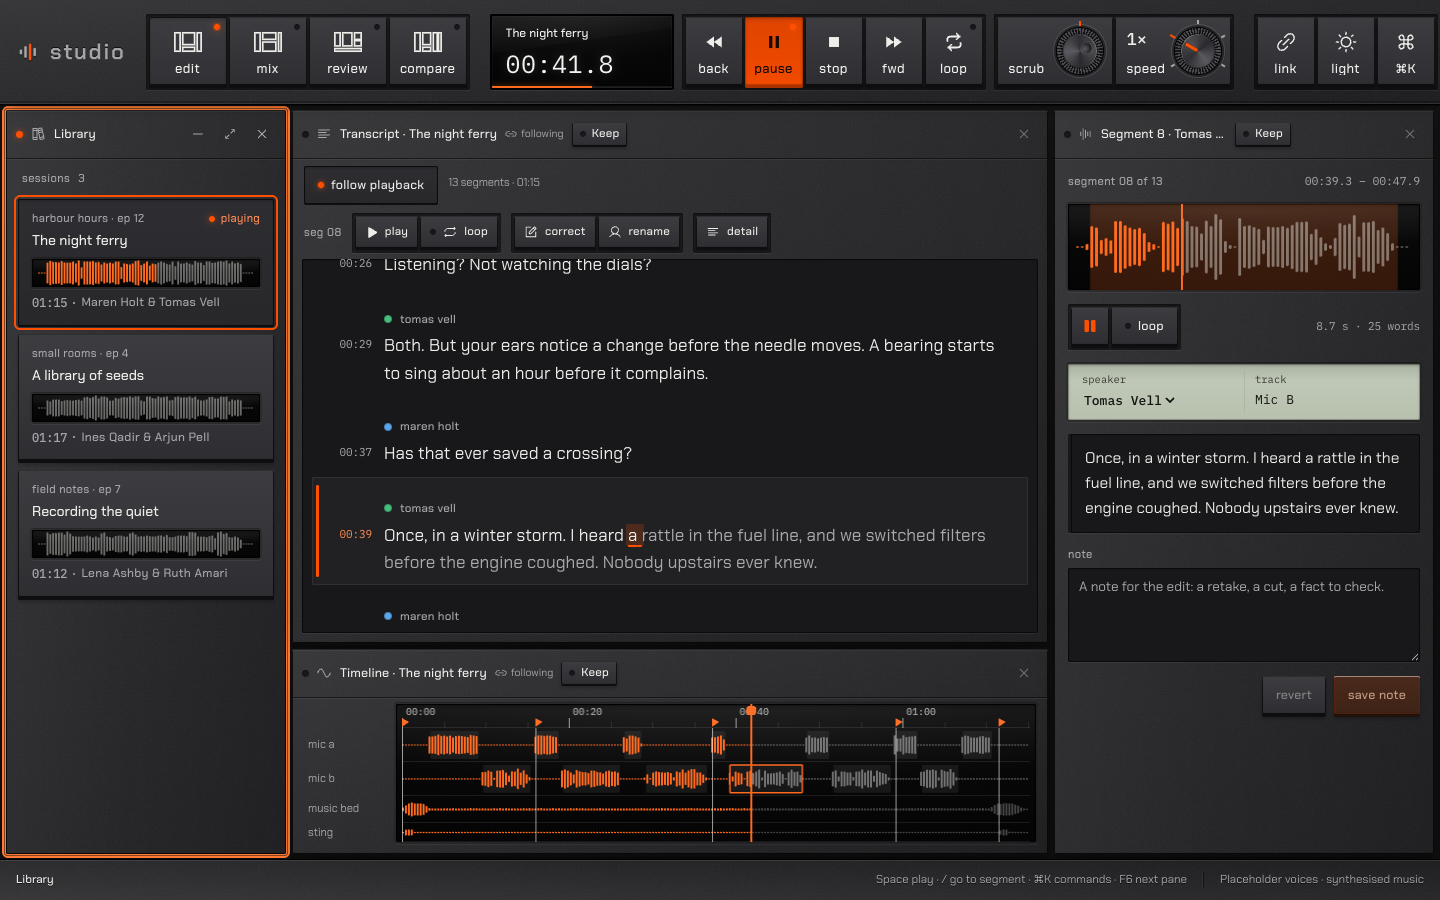 studio
edit
mix
review
compare
The night ferry
00:41.8
back
pause
stop
fwd
loop
scrub
1×
speed
link
light
⌘K
Library
sessions 3
harbour hours · ep 12
playing
The night ferry
01:15 · Maren Holt & Tomas Vell
small rooms · ep 4
A library of seeds
01:17 · Ines Qadir & Arjun Pell
field notes · ep 7
Recording the quiet
01:12 · Lena Ashby & Ruth Amari
Transcript · The night ferry
following
Keep
follow playback
13 segments · 01:15
seg 08
play
loop
correct
rename
detail
00:26 Listening? Not watching the dials?
tomas vell
00:29 Both. But your ears notice a change before the needle moves. A bearing starts
to sing about an hour before it complains.
maren holt
00:37 Has that ever saved a crossing?
tomas vell
00:39 Once, in a winter storm. I heard a rattle in the fuel line, and we switched filters
before the engine coughed. Nobody upstairs ever knew.
maren holt
Timeline · The night ferry
following
Keep
00:00
00:20
00:40
01:00
mic a
mic b
music bed
sting
Segment 8 · Tomas ...
Keep
segment 08 of 13
00:39.3 – 00:47.9
loop
8.7 s · 25 words
speaker
Tomas Vell
track
Mic B
Once, in a winter storm. I heard a rattle in the
fuel line, and we switched filters before the
engine coughed. Nobody upstairs ever knew.
note
A note for the edit: a retake, a cut, a fact to check.
revert
save note
Library
Space play · / go to segment · ⌘K commands · F6 next pane
Placeholder voices · synthesised music